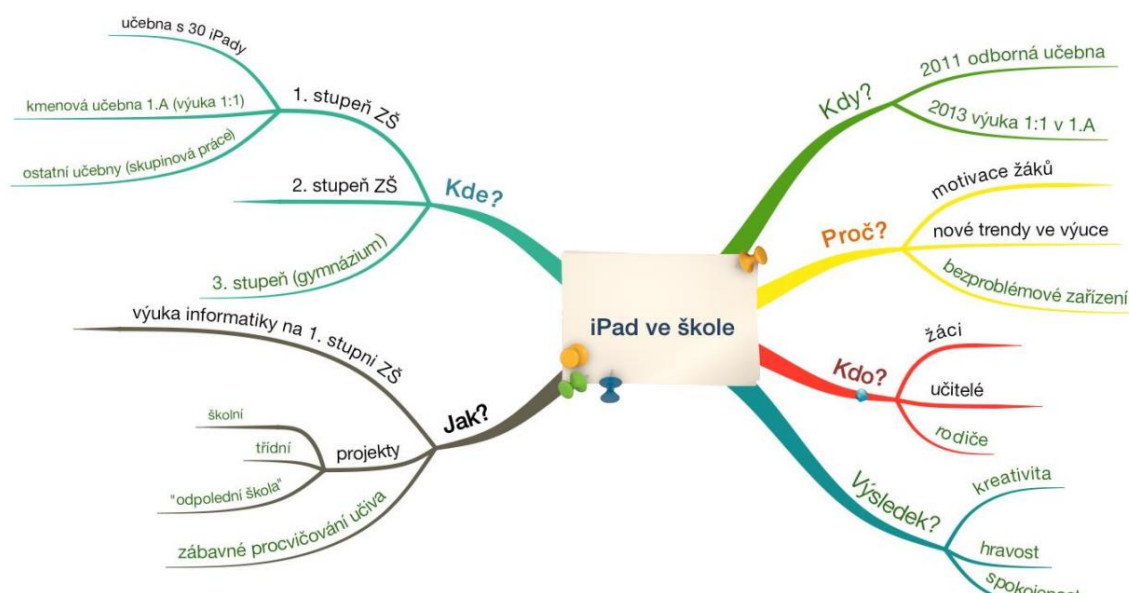 iPad ve škole
Kdy?
2011 odborná učebna
2013 výuka 1:1 v 1.A
Proč?
motivace žáků
nové trendy ve výuce
bezproblémové zařízení
Kdo?
žáci
učitelé
rodiče
Výsledek?
kreativita
hravost
spokojenost
Kde?
1. stupeň ZŠ
učebna s 30 iPady
kmenová učebna 1.A (výuka 1:1)
ostatní učebny (skupinová práce)
2. stupeň ZŠ
3. stupeň (gymnázium)
Jak?
výuka informatiky na 1. stupni ZŠ
projekty
školní
třídní
"odpolední škola"
zábavné procvičování učiva